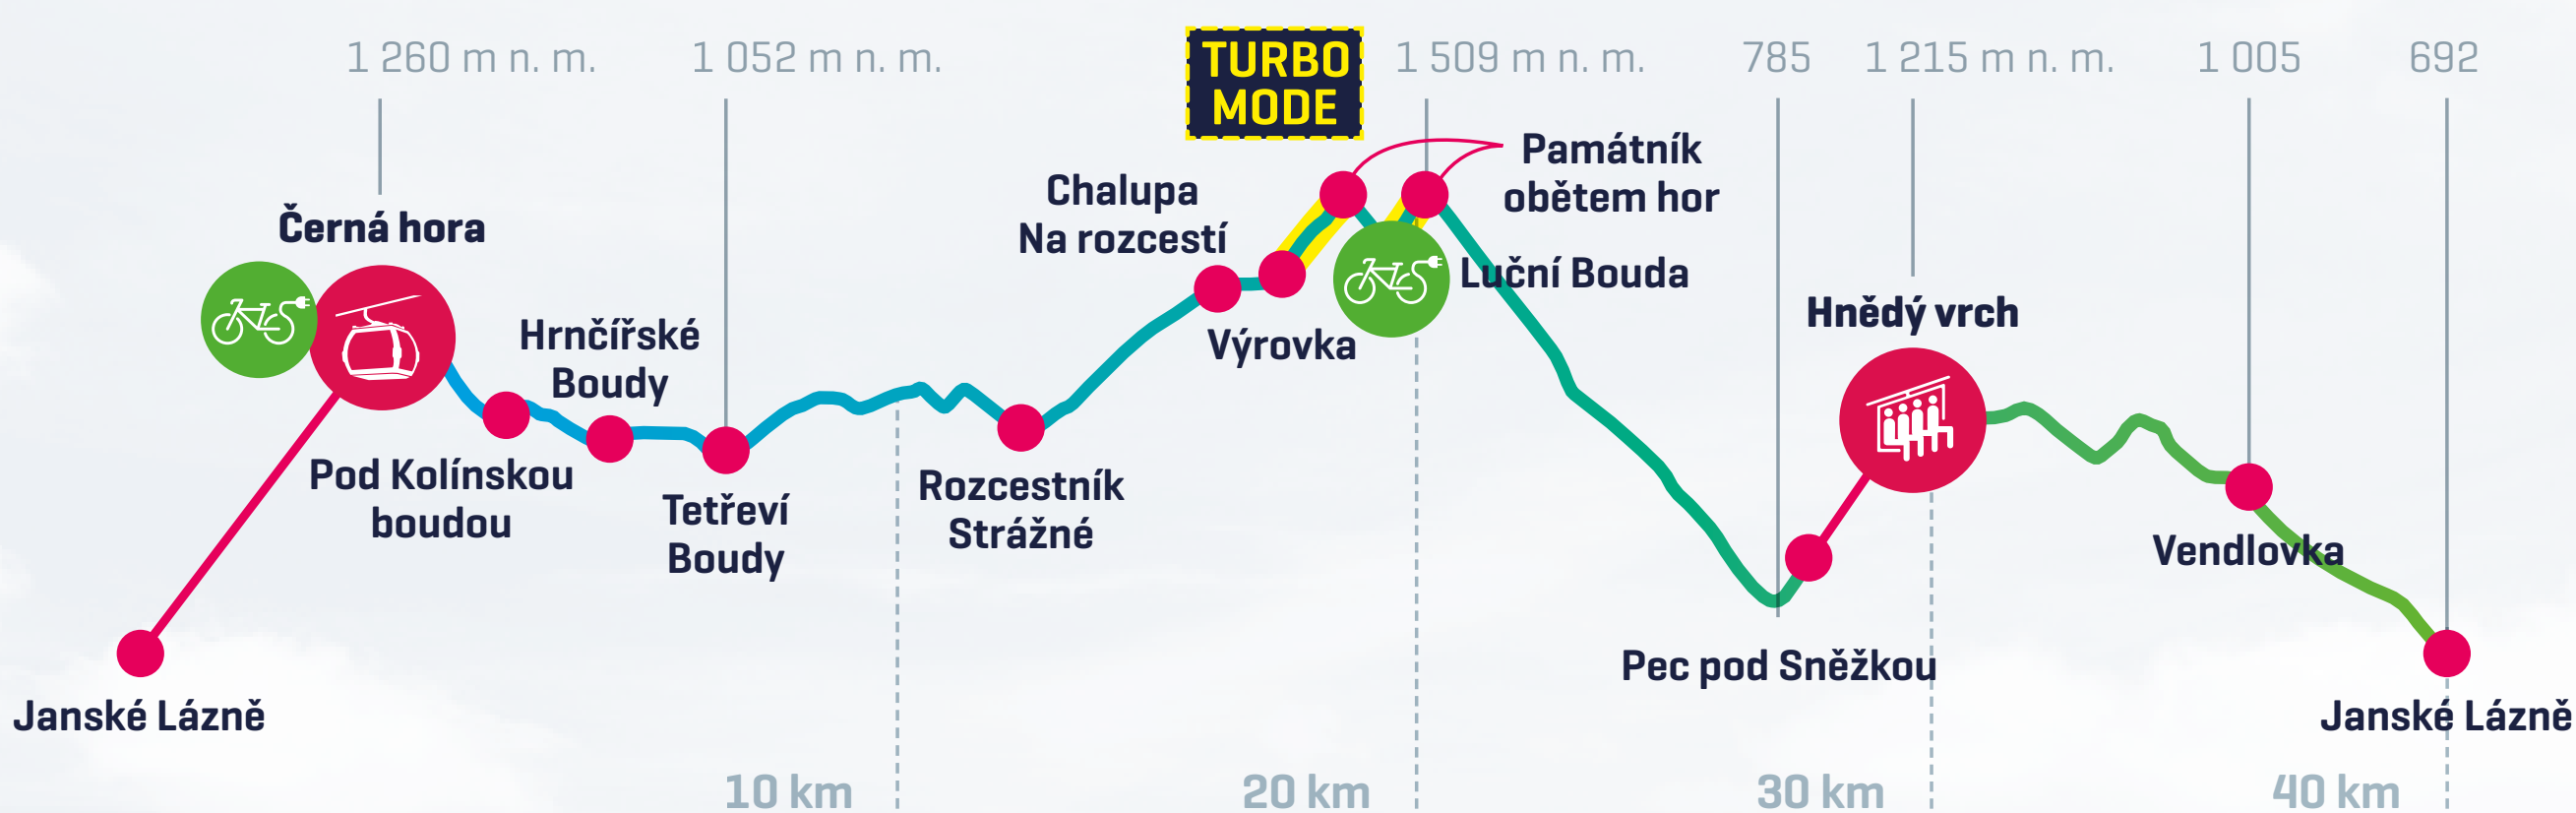 1 260 m n. m.
1 052 m n. m.
TURBO
MODE
1 509 m n. m.
785
1 215 m n. m.
1 005
692
Památník
obětem hor
Chalupa
Na rozcestí
Černá hora
Luční Bouda
Hnědý vrch
Hrnčířské
Boudy
Výrovka
Pod Kolínskou
boudou
Tetřeví
Boudy
Rozcestník
Strážné
Vendlovka
Pec pod Sněžkou
Janské Lázně
Janské Lázně
10 km
20 km
30 km
40 km